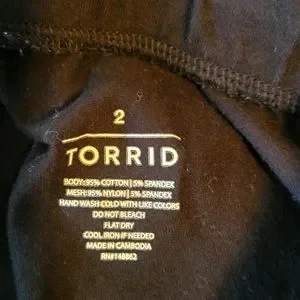 2
TORRID
BODY: 95% COTTON | 5% SPANDEX
MESH: 95% NYLON | 5% SPANDEX
HAND WASH COLD WITH LIKE COLORS
DO NOT BLEACH
FLAT DRY
COOL IRON IF NEEDED
MADE IN CAMBODIA
RN#148862